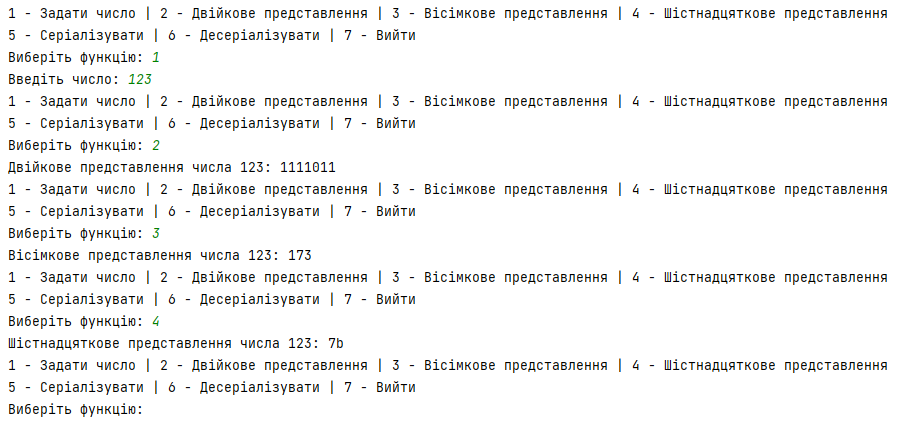 1 - Задати число | 2 - Двійкове представлення | 3 - Вісімкове представлення | 4 - Шістнадцяткове представлення
5 - Серіалізувати | 6 - Десеріалізувати | 7 - Вийти
Виберіть функцію: 1
Введіть число: 123
1 - Задати число | 2 - Двійкове представлення | 3 - Вісімкове представлення | 4 - Шістнадцяткове представлення
5 - Серіалізувати | 6 - Десеріалізувати | 7 - Вийти
Виберіть функцію: 2
Двійкове представлення числа 123: 1111011
1 - Задати число | 2 - Двійкове представлення | 3 - Вісімкове представлення | 4 - Шістнадцяткове представлення
5 - Серіалізувати | 6 - Десеріалізувати | 7 - Вийти
Виберіть функцію: 3
Вісімкове представлення числа 123: 173
1 - Задати число | 2 - Двійкове представлення | 3 - Вісімкове представлення | 4 - Шістнадцяткове представлення
5 - Серіалізувати | 6 - Десеріалізувати | 7 - Вийти
Виберіть функцію: 4
Шістнадцяткове представлення числа 123: 7b
1 - Задати число | 2 - Двійкове представлення | 3 - Вісімкове представлення | 4 - Шістнадцяткове представлення
5 - Серіалізувати | 6 - Десеріалізувати | 7 - Вийти
Виберіть функцію: